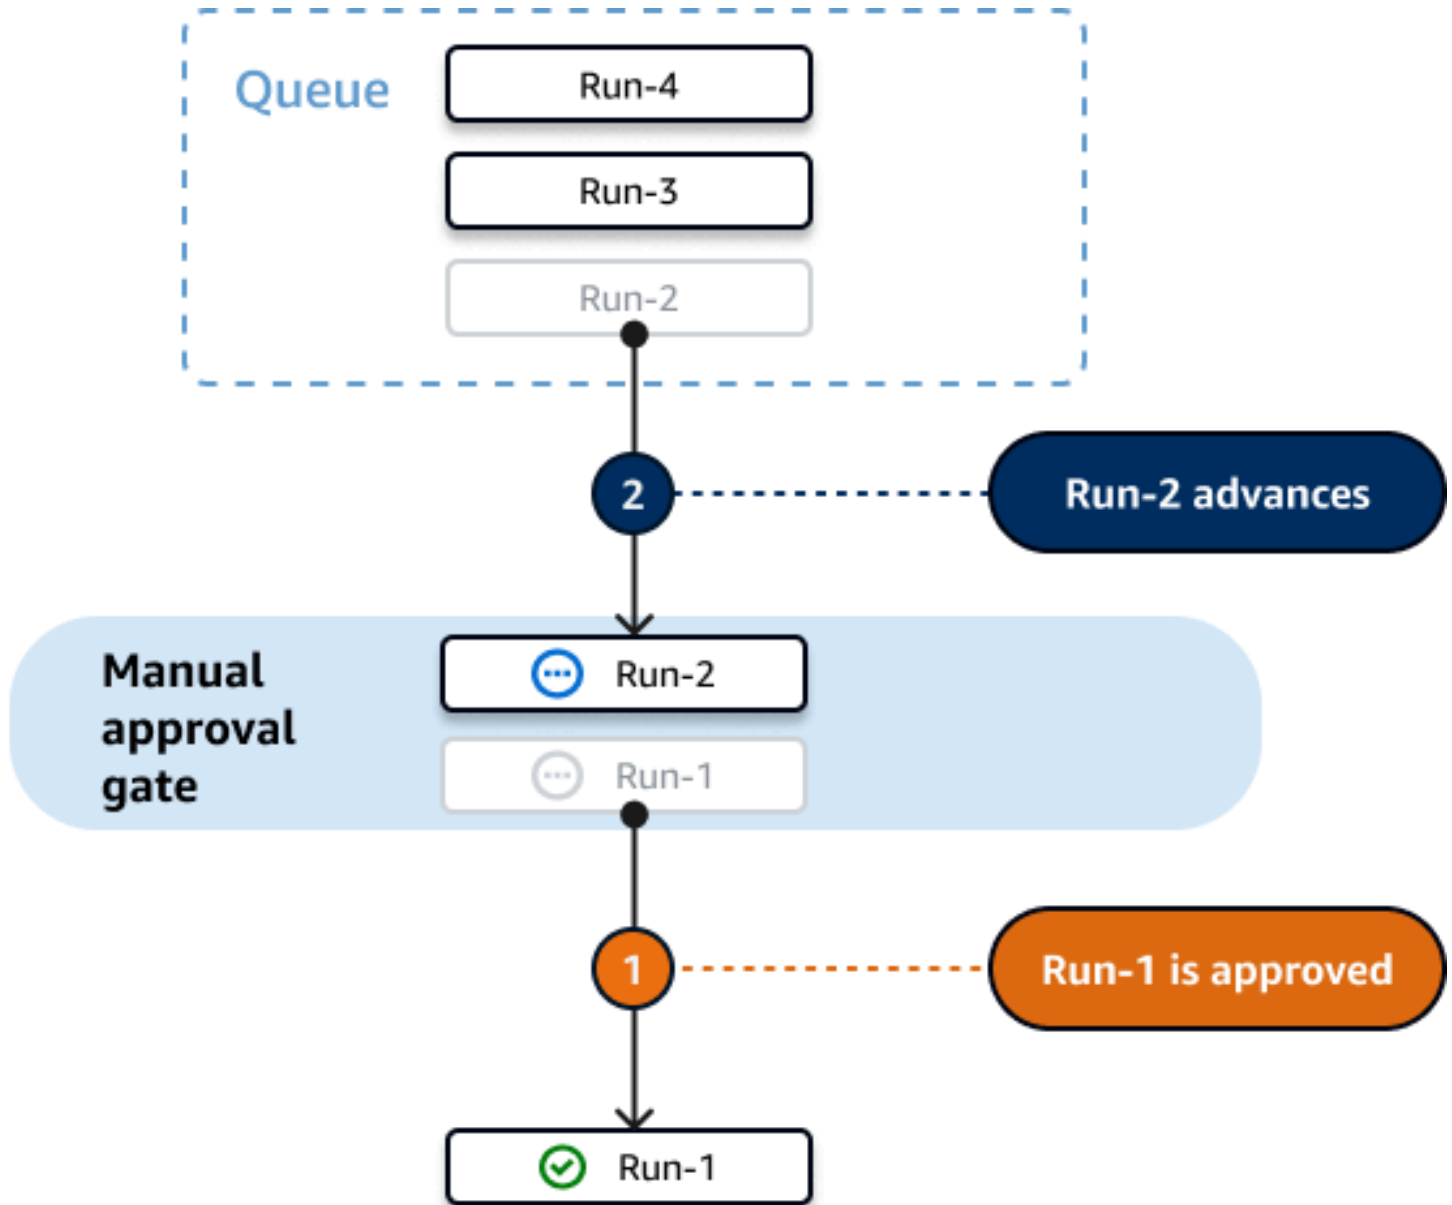 Queue
Run-4
Run-3
Run-2
2
Run-2 advances
Manual
approval
gate
Run-2
Run-1
1
Run-1 is approved
Run-1